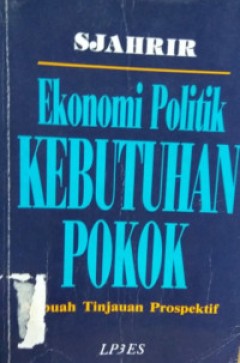 SJAHRIR
Ekonomi Politik
KEBUTUHAN
POKOK
Tinjauan Prospektif
LP3ES